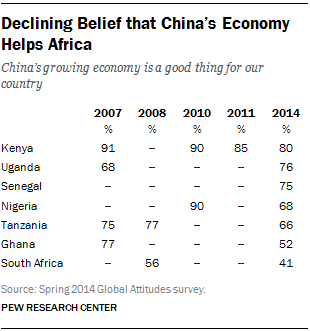 Declining Belief that China's Economy
Helps Africa
China's growing economy is a good thing for our
country
2007 2008 2010 2011 2014
% % % % %
Kenya 91 -- 90 85 80
Uganda 68 -- -- -- 76
Senegal -- -- -- -- 75
Nigeria -- -- 90 -- 68
Tanzania 75 77 -- -- 66
Ghana 77 -- -- -- 52
South Africa -- 56 -- -- 41
Source: Spring 2014 Global Attitudes survey.
PEW RESEARCH CENTER